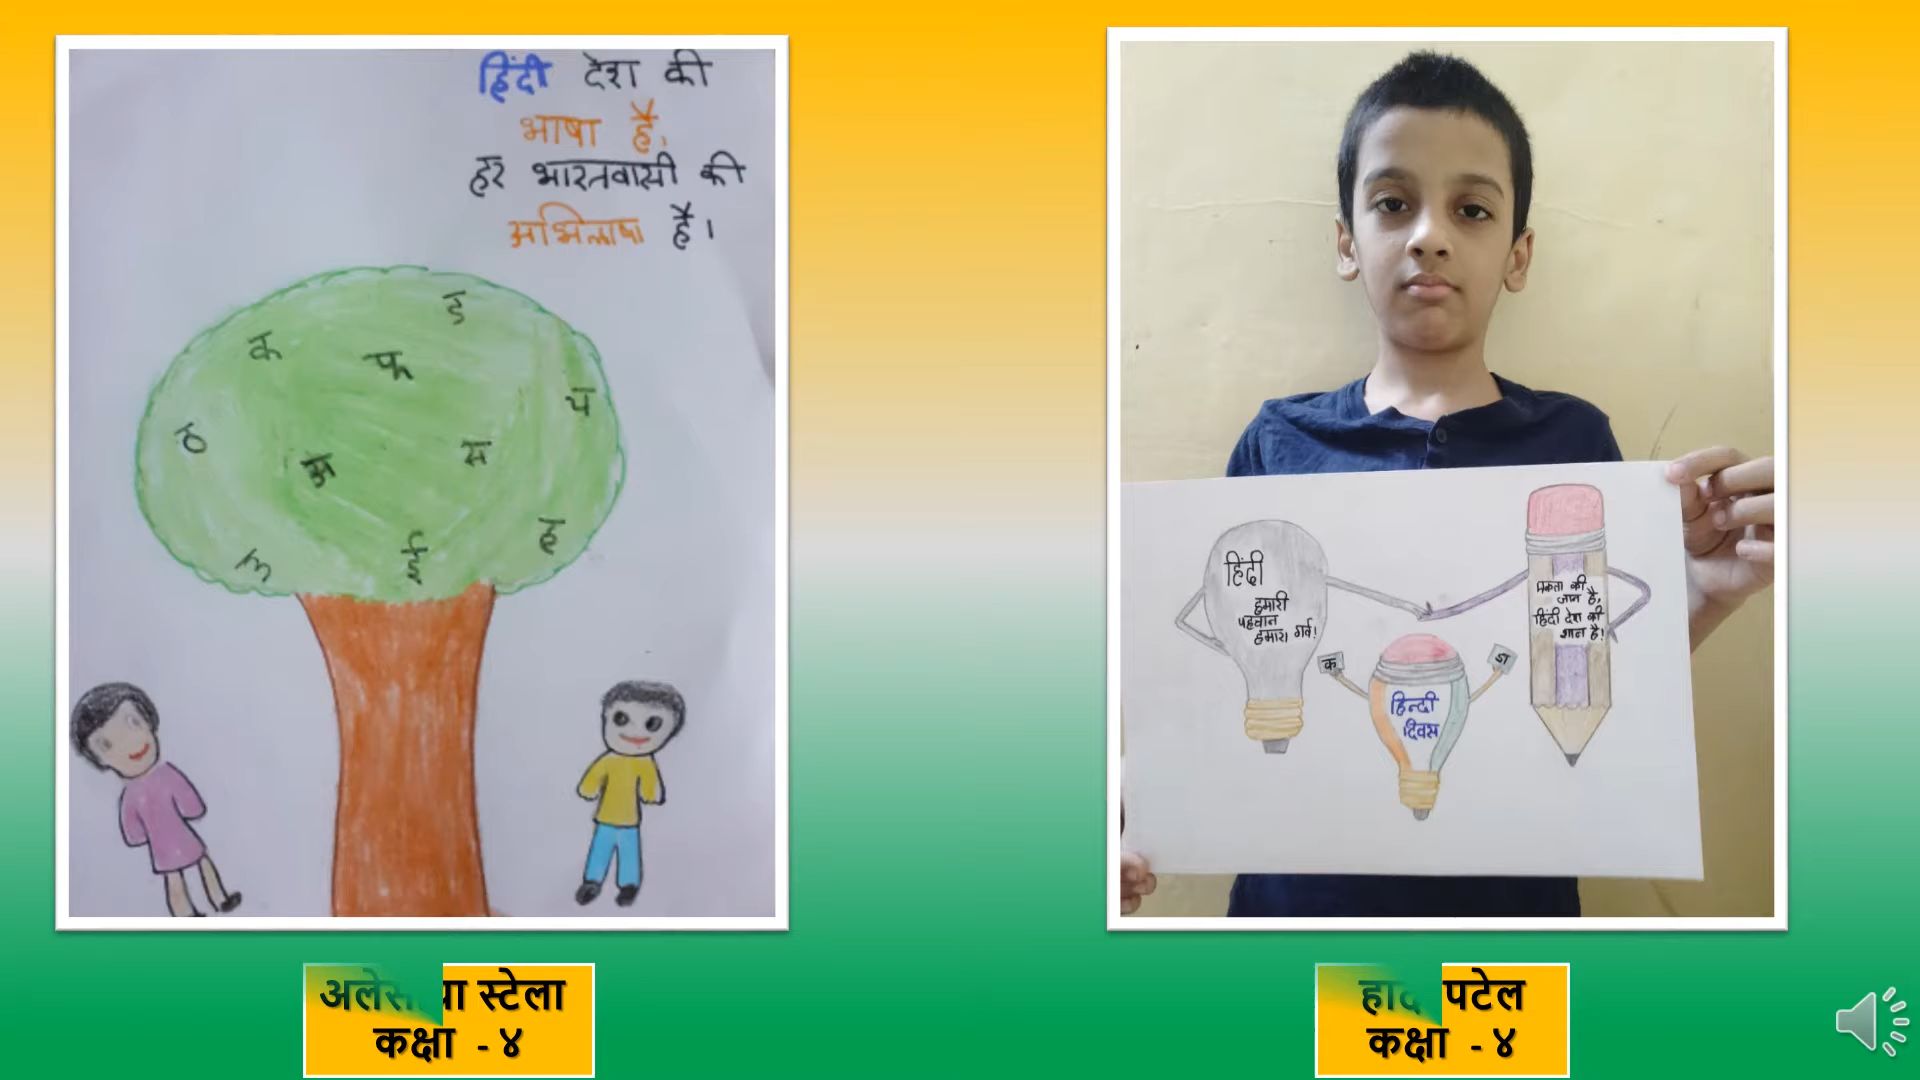 हिंदी देश की
भाषा है,
हर भारतवासी की
अभिलाषा है।
ड
क
फ
प
ठ
अ
स
ई
ह
हिंदी
हमारी
पहचान
हमारा गर्व!
एकता की
जान है,
हिंदी देश की
शान है!
क
हिन्दी
दिवस
स्टेला
कक्षा - ४
पटेल
कक्षा - ४